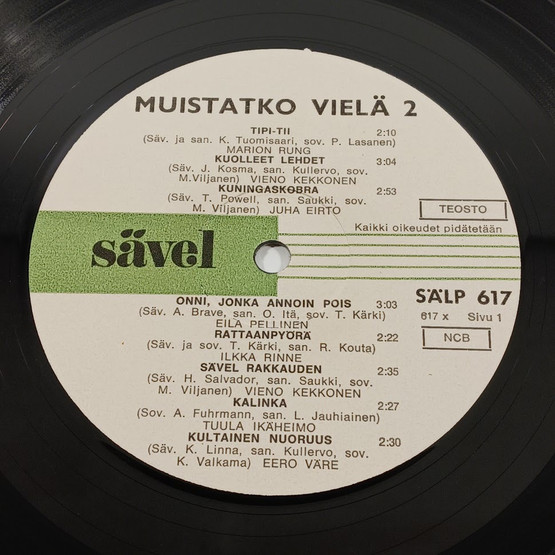 MUISTATKO VIELÄ 2
TIPI-TII 2:10
(Säv. ja san. K. Tuomisaari, sov. P. Lasanen)
MARION RUNG
KUOLLEET LEHDET 3:04
(Säv. J. Kosma, san. Kullervo, sov.
M.Viljanen) VIENO KEKKONEN
KUNINGASKOBRA 2:53
(Säv. T. Powell, san. Saukki, sov.
M. Viljanen) JUHA EIRTO
TEOSTO
Kaikki oikeudet pidätetään
sävel
SÄLP 617
617 x Sivu 1
NCB
ONNI, JONKA ANNOIN POIS 3:03
(Säv. A. Brave, san. O. Itä, sov. T. Kärki)
EILA PELLINEN
RATTAANPYÖRÄ 2:22
(Säv. ja sov. T. Kärki, san. R. Kouta)
ILKKA RINNE
SÄVEL RAKKAUDEN 2:35
(Säv. H. Salvador, san. Saukki, sov.
M. Viljanen) VIENO KEKKONEN
KALINKA 2:27
(Sov. A. Fuhrmann, san. L. Jauhiainen)
TUULA IKÄHEIMO
KULTAINEN NUORUUS 2:30
(Säv. K. Linna, san. Kullervo, sov.
K. Valkama) EERO VÄRE